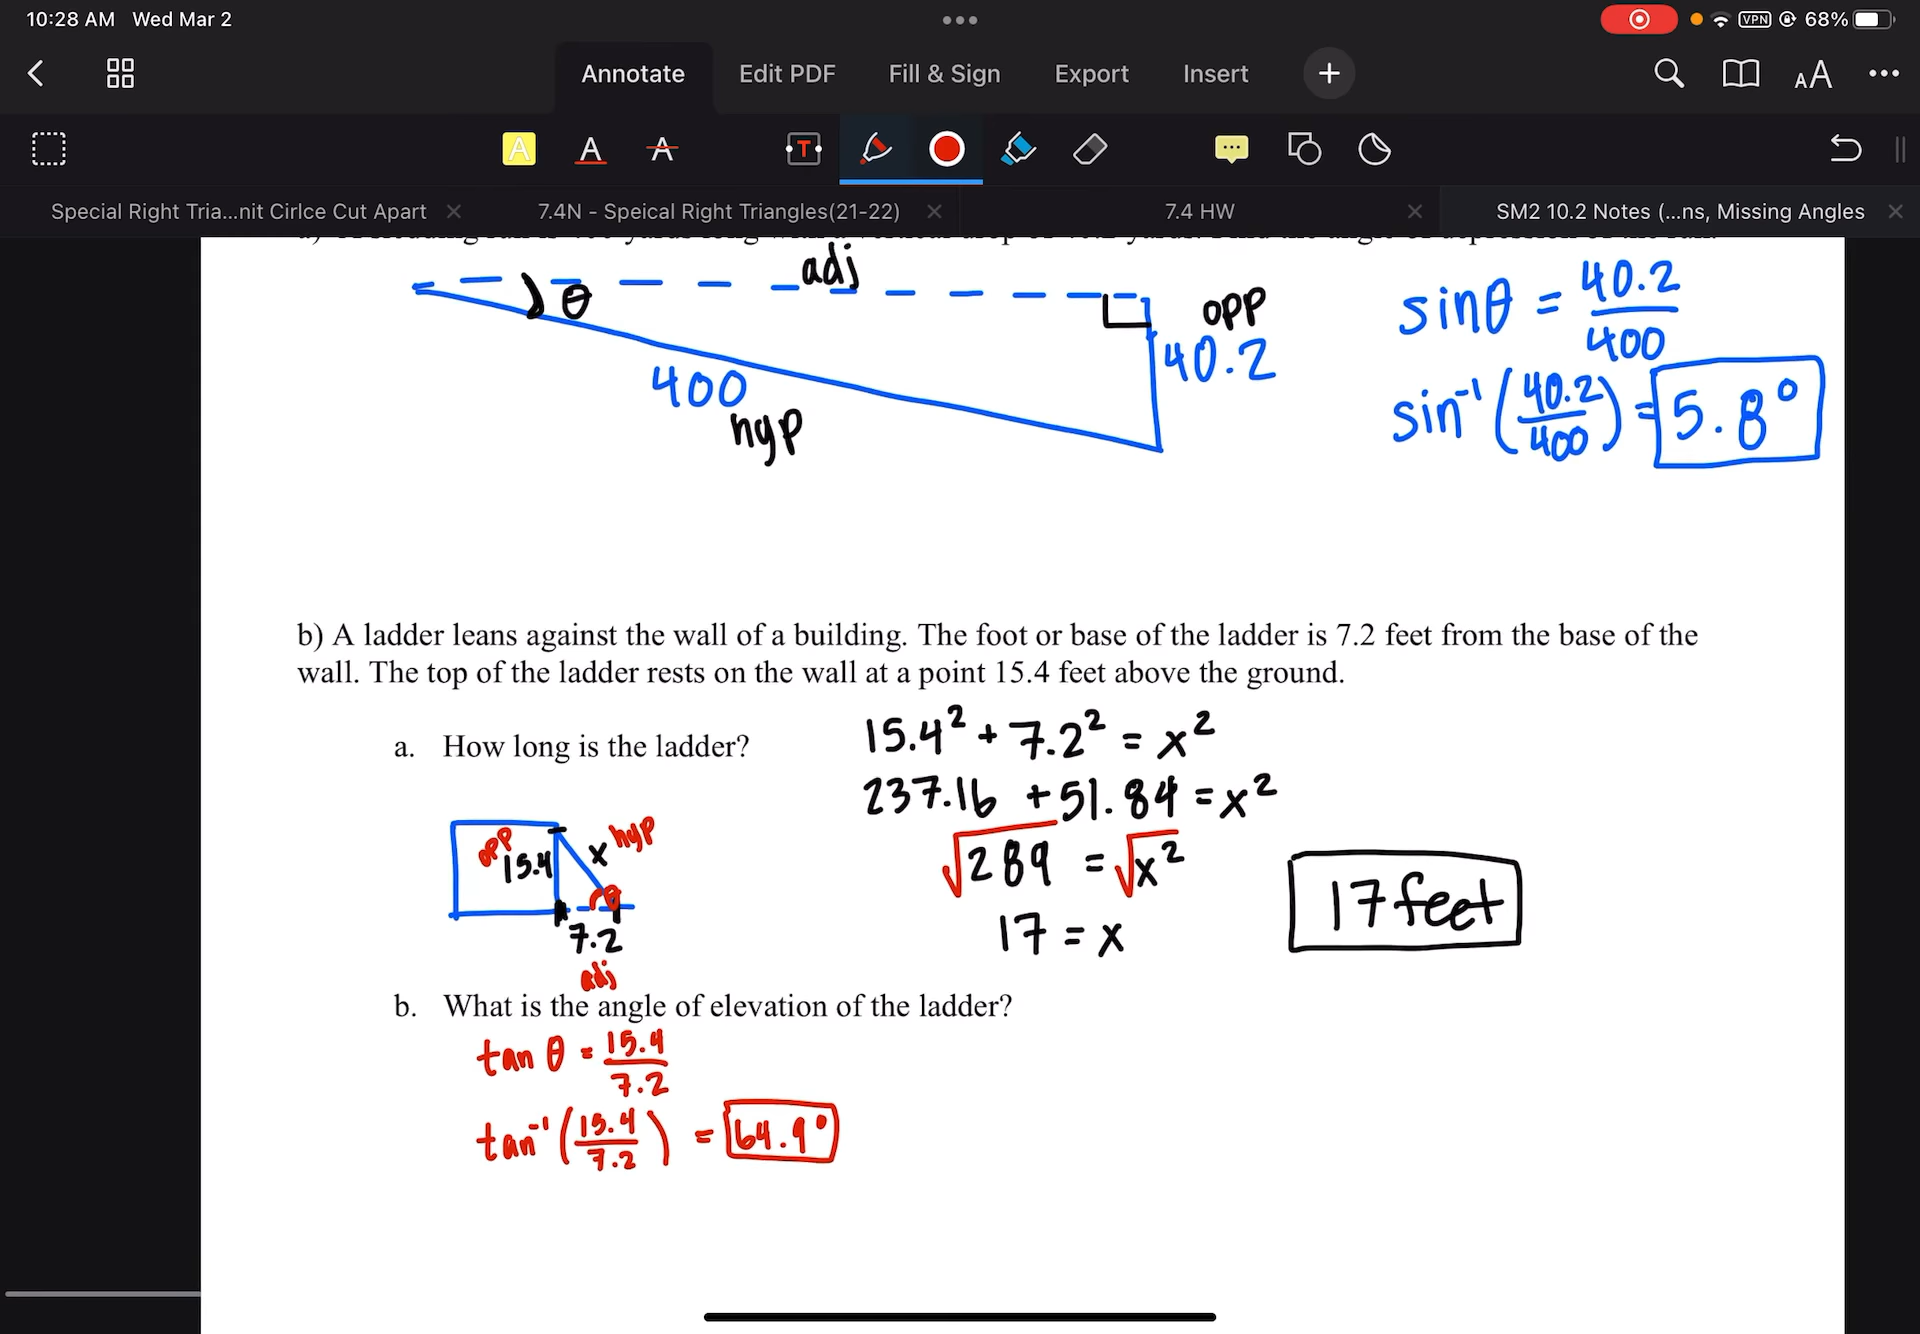 10:28 AM Wed Mar 2
VPN 68%
Annotate Edit PDF Fill & Sign Export Insert +
AA
A A A T
Special Right Tria...nit Cirlce Cut Apart × 7.4N - Speical Right Triangles(21-22) × 7.4 HW × SM2 10.2 Notes (...ns, Missing Angles ×
adj
θ
opp
40.2
400
hyp
sinθ = 40.2/400
sin⁻¹(40.2/400) = 5.8°
b) A ladder leans against the wall of a building. The foot or base of the ladder is 7.2 feet from the base of the
wall. The top of the ladder rests on the wall at a point 15.4 feet above the ground.
a. How long is the ladder?
15.4² + 7.2² = x²
237.16 + 51.84 = x²
√289 = √x²
17 = x
17 feet
opp
15.4
x hyp
θ
7.2
adj
b. What is the angle of elevation of the ladder?
tan θ = 15.4/7.2
tan⁻¹(15.4/7.2) = 64.9°